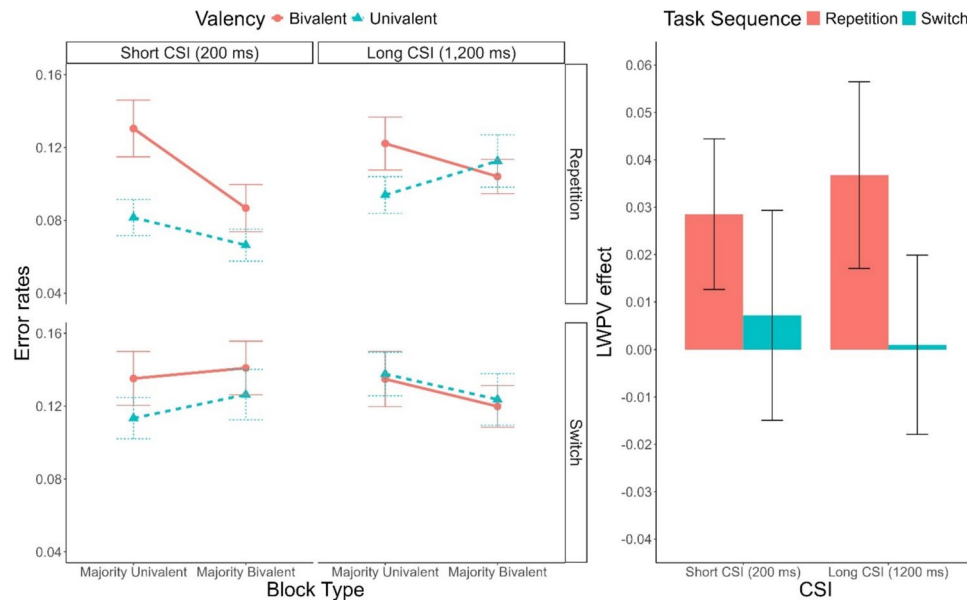 Valency Bivalent Univalent
Short CSI (200 ms) Long CSI (1,200 ms)
0.16
0.12
0.08
0.04
Repetition
0.16
0.12
0.08
0.04
Switch
Error rates
Majority Univalent Majority Bivalent Majority Univalent Majority Bivalent
Block Type
Task Sequence Repetition Switch
0.06
0.05
0.04
0.03
0.02
0.01
0.00
-0.01
-0.02
-0.03
-0.04
LWPV effect
Short CSI (200 ms) Long CSI (1200 ms)
CSI